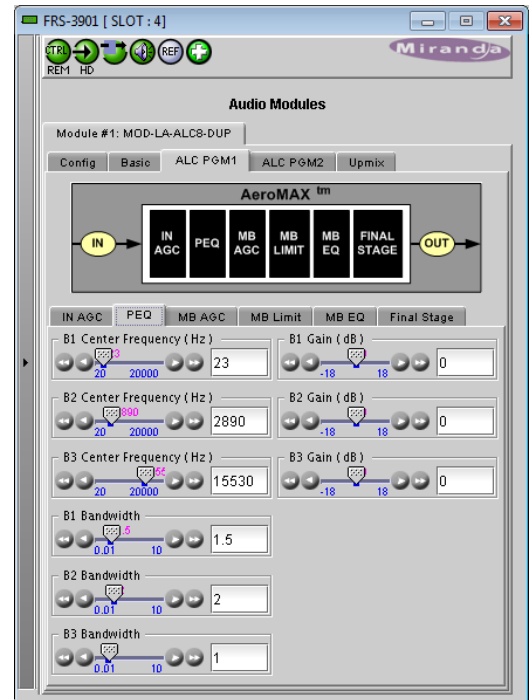 FRS-3901 [ SLOT : 4]
CTRL REF
REM HD
Miranda
Audio Modules
Module #1: MOD-LA-ALC8-DUP
Config Basic ALC PGM1 ALC PGM2 Upmix
AeroMAX tm
IN IN AGC PEQ MB AGC MB LIMIT MB EQ FINAL STAGE OUT
IN AGC PEQ MB AGC MB Limit MB EQ Final Stage
B1 Center Frequency ( Hz ) B1 Gain ( dB )
23 0
20 20000 -18 18
B2 Center Frequency ( Hz ) B2 Gain ( dB )
2890 0
20 20000 -18 18
B3 Center Frequency ( Hz ) B3 Gain ( dB )
15530 0
20 20000 -18 18
B1 Bandwidth
1.5
0.01 10
B2 Bandwidth
2
0.01 10
B3 Bandwidth
1
0.01 10